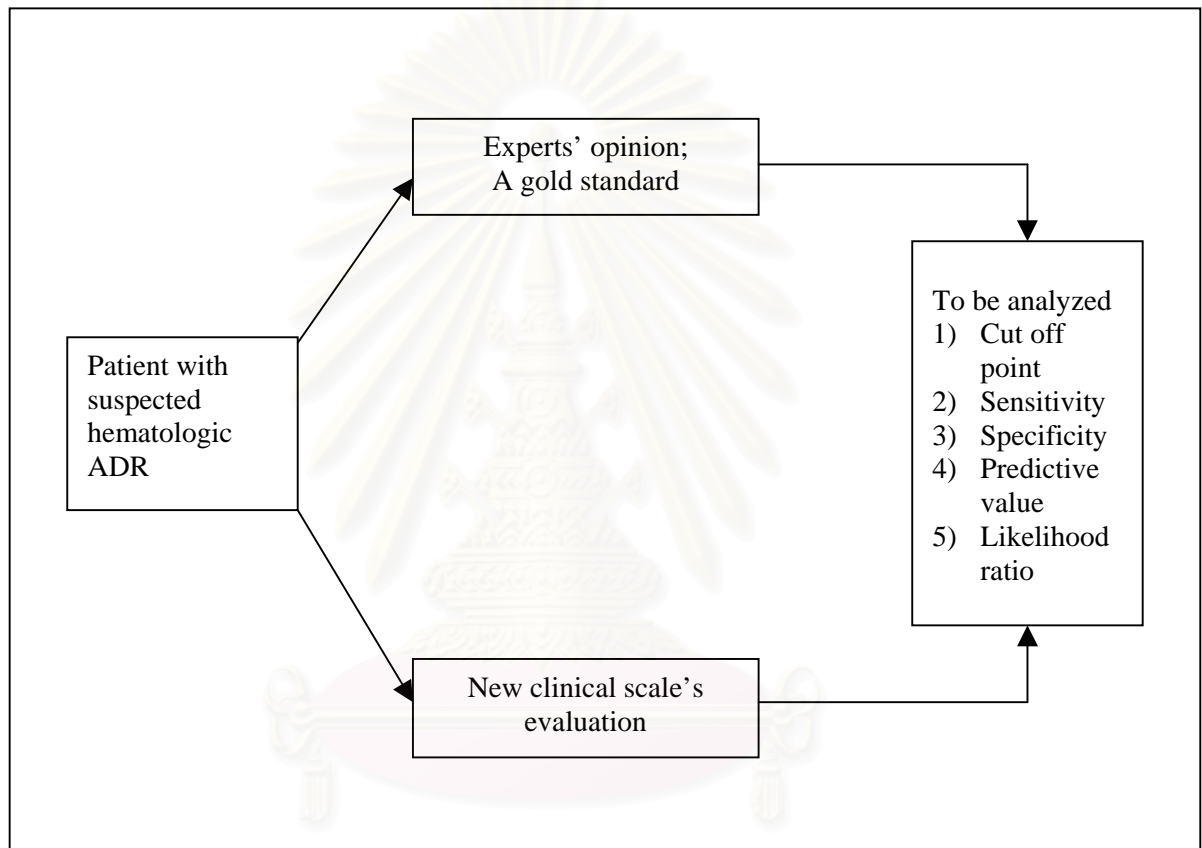 Experts’ opinion;
A gold standard
Patient with
suspected
hematologic
ADR
To be analyzed
1) Cut off
point
2) Sensitivity
3) Specificity
4) Predictive
value
5) Likelihood
ratio
New clinical scale’s
evaluation